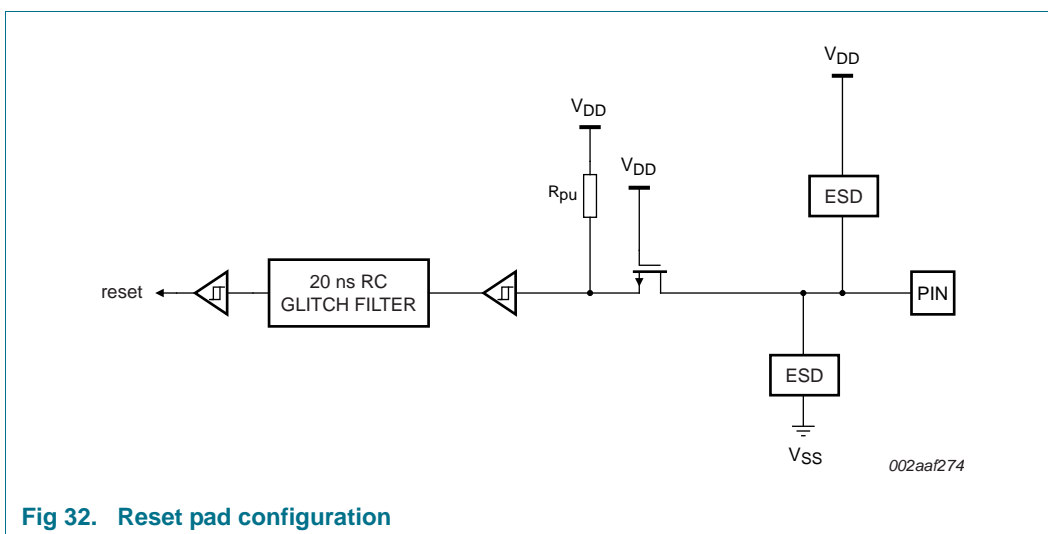 VDD
VDD
VDD
Rpu
ESD
reset
20 ns RC
GLITCH FILTER
PIN
ESD
VSS
002aaf274
Fig 32. Reset pad configuration